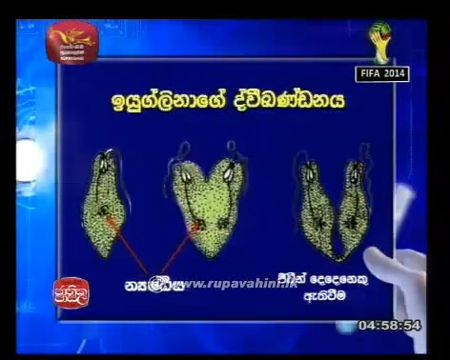 FIFA 2014
ඉයුග්ලිනාගේ ද්වීඛණ්ඩනය
න්‍යෂ්ඨිය
www.rupavahini.lk
ජීවීන් දෙදෙනෙකු
ඇතිවීම
04:58:54